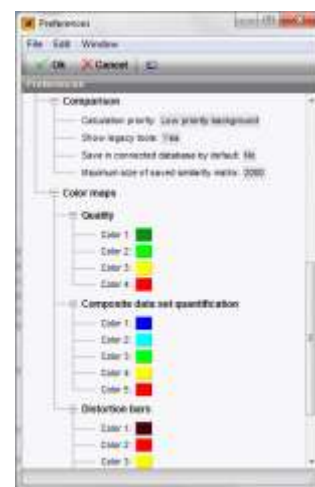 Preferences
File Edit Window
Ok Cancel
Preferences
Comparison
Calculation priority: Low priority background
Show legacy tools: Yes
Save in connected database by default: No
Maximum size of saved similarity matrix: 2000
Color maps
Quality
Color 1:
Color 2:
Color 3:
Color 4:
Composite data set quantification
Color 1:
Color 2:
Color 3:
Color 4:
Color 5:
Distortion bars
Color 1:
Color 2:
Color 3: